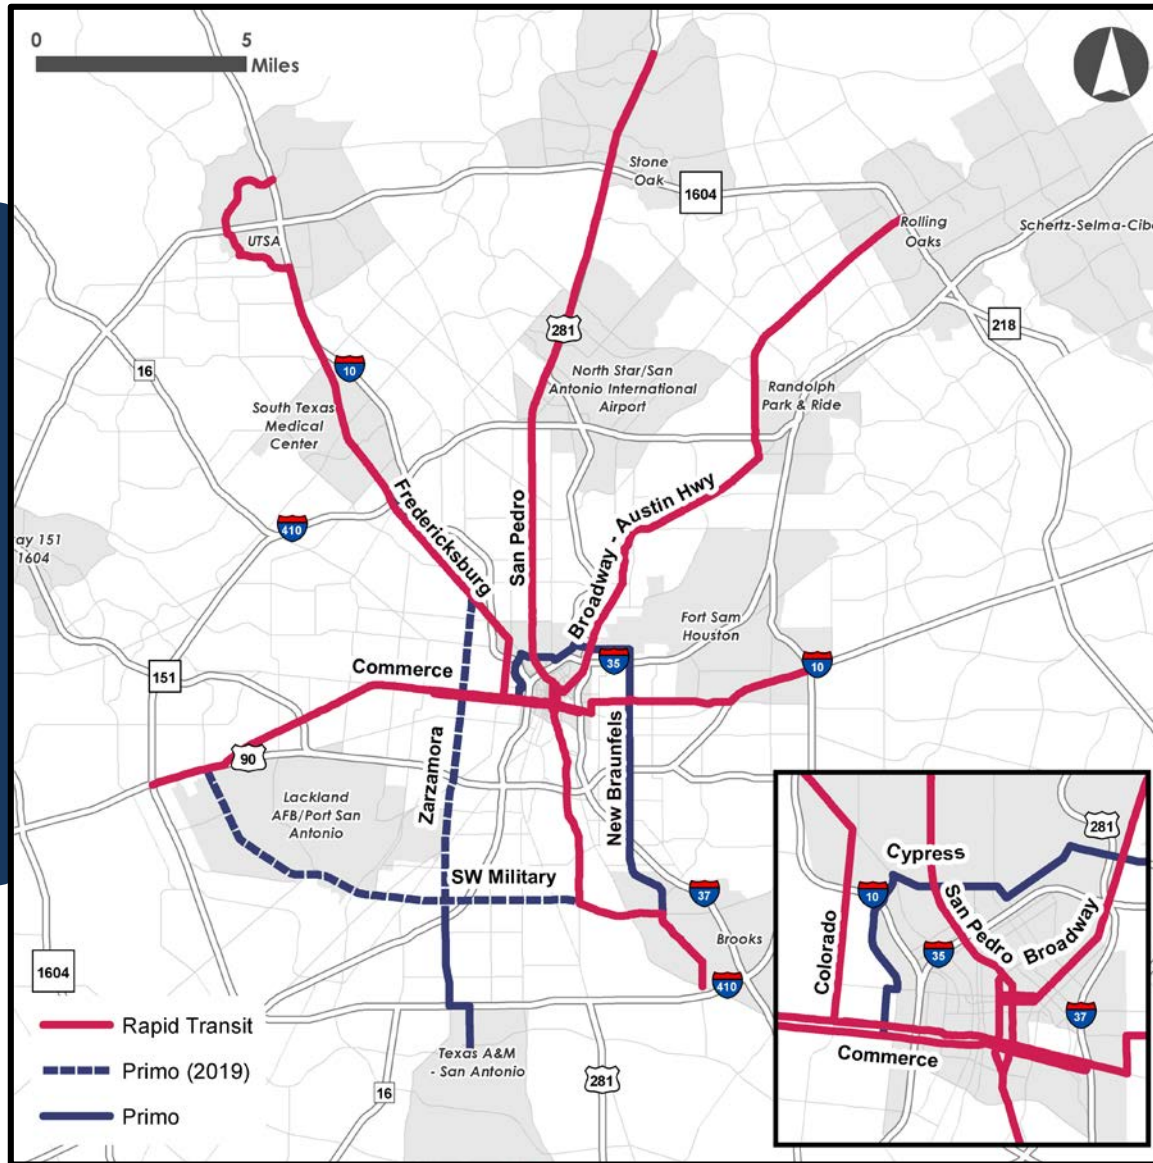 0 5
Miles
Stone
Oak
1604
Rolling
Oaks
Schertz-Selma-Cib
UTSA
281
218
10
16
North Star/San
Antonio International
Airport
Randolph
Park & Ride
South Texas
Medical
Center
Fredericksburg
San Pedro
Broadway - Austin Hwy
410
ay 151
1604
Fort Sam
Houston
Commerce
35
10
151
90
Zarzamora
New Braunfels
Lackland
AFB/Port San
Antonio
SW Military
37
Brooks
410
1604
Texas A&M
- San Antonio
16
281
Rapid Transit
Primo (2019)
Primo
281
Cypress
10
San Pedro
Broadway
Colorado
35
37
Commerce